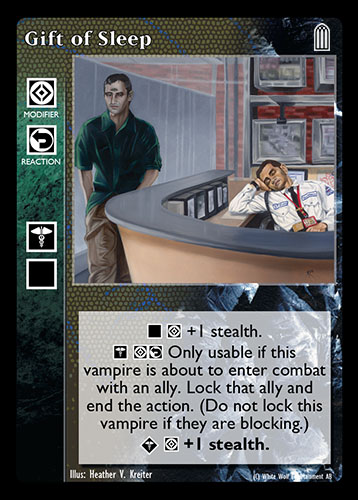 Gift of Sleep
MODIFIER
REACTION
+1 stealth.
Only usable if this
vampire is about to enter combat
with an ally. Lock that ally and
end the action. (Do not lock this
vampire if they are blocking.)
+1 stealth.
Illus: Heather V. Kreiter
(C) White Wolf Entertainment AB